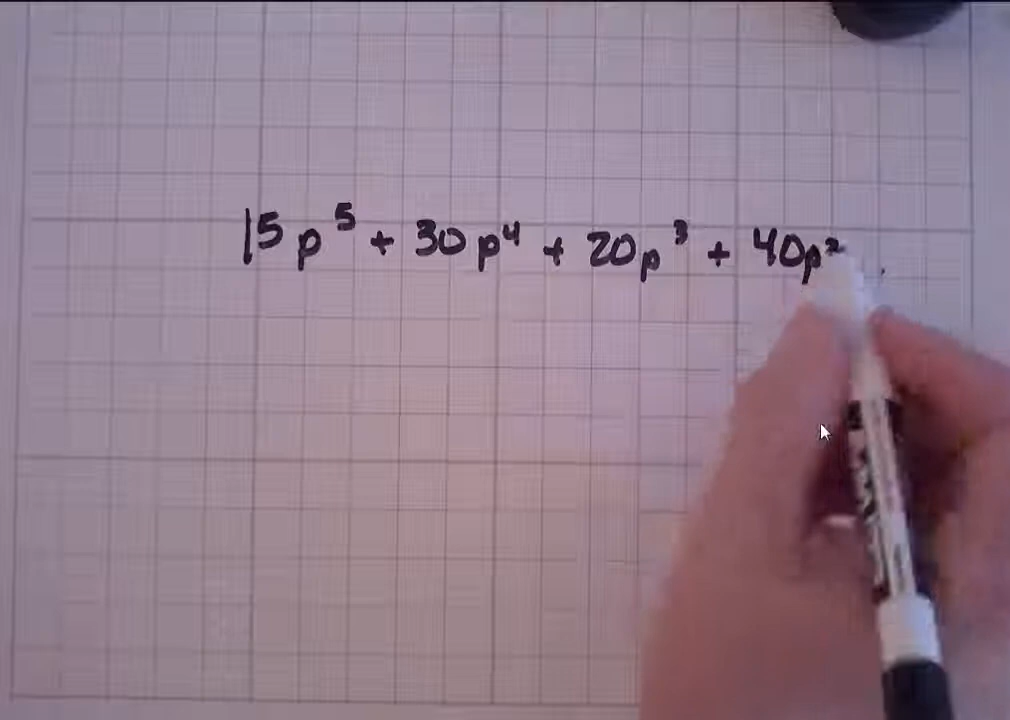 15p⁵ + 30p⁴ + 20p³ + 40p²